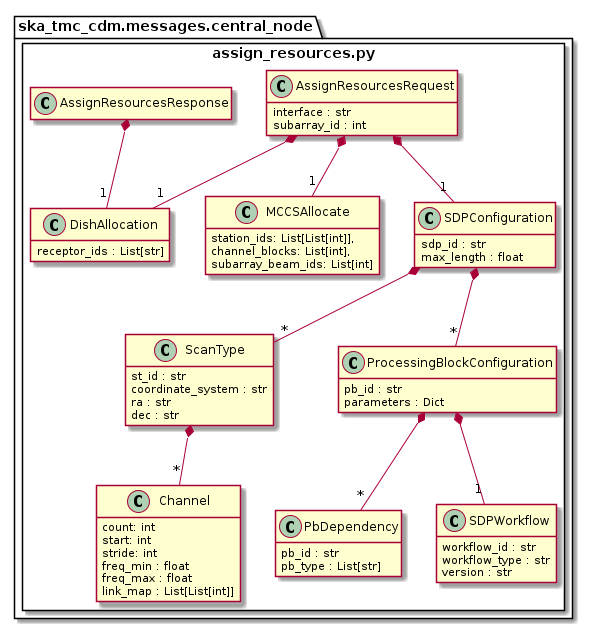 ska_tmc_cdm.messages.central_node
assign_resources.py
C AssignResourcesResponse
C AssignResourcesRequest
interface : str
subarray_id : int
1
1
1
C DishAllocation
receptor_ids : List[str]
C MCCSAllocate
station_ids: List[List[int]],
channel_blocks: List[int],
subarray_beam_ids: List[int]
C SDPConfiguration
sdp_id : str
max_length : float
1
*
*
C ScanType
st_id : str
coordinate_system : str
ra : str
dec : str
C ProcessingBlockConfiguration
pb_id : str
parameters : Dict
*
*
1
C Channel
count: int
start: int
stride: int
freq_min : float
freq_max : float
link_map : List[List[int]]
C PbDependency
pb_id : str
pb_type : List[str]
C SDPWorkflow
workflow_id : str
workflow_type : str
version : str